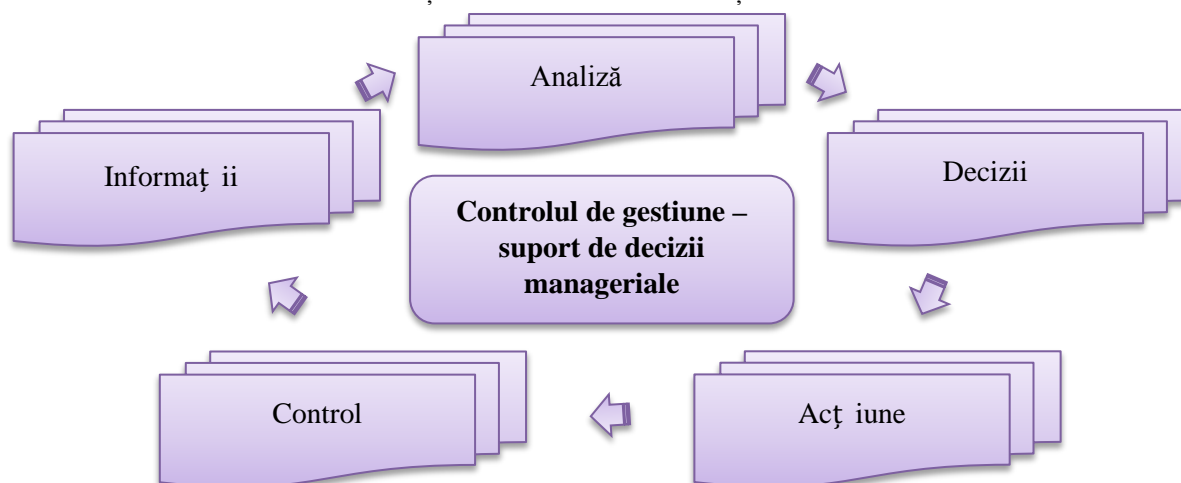 Analiză
Informaţ ii
Decizii
Controlul de gestiune –
suport de decizii
manageriale
Control
Acţ iune